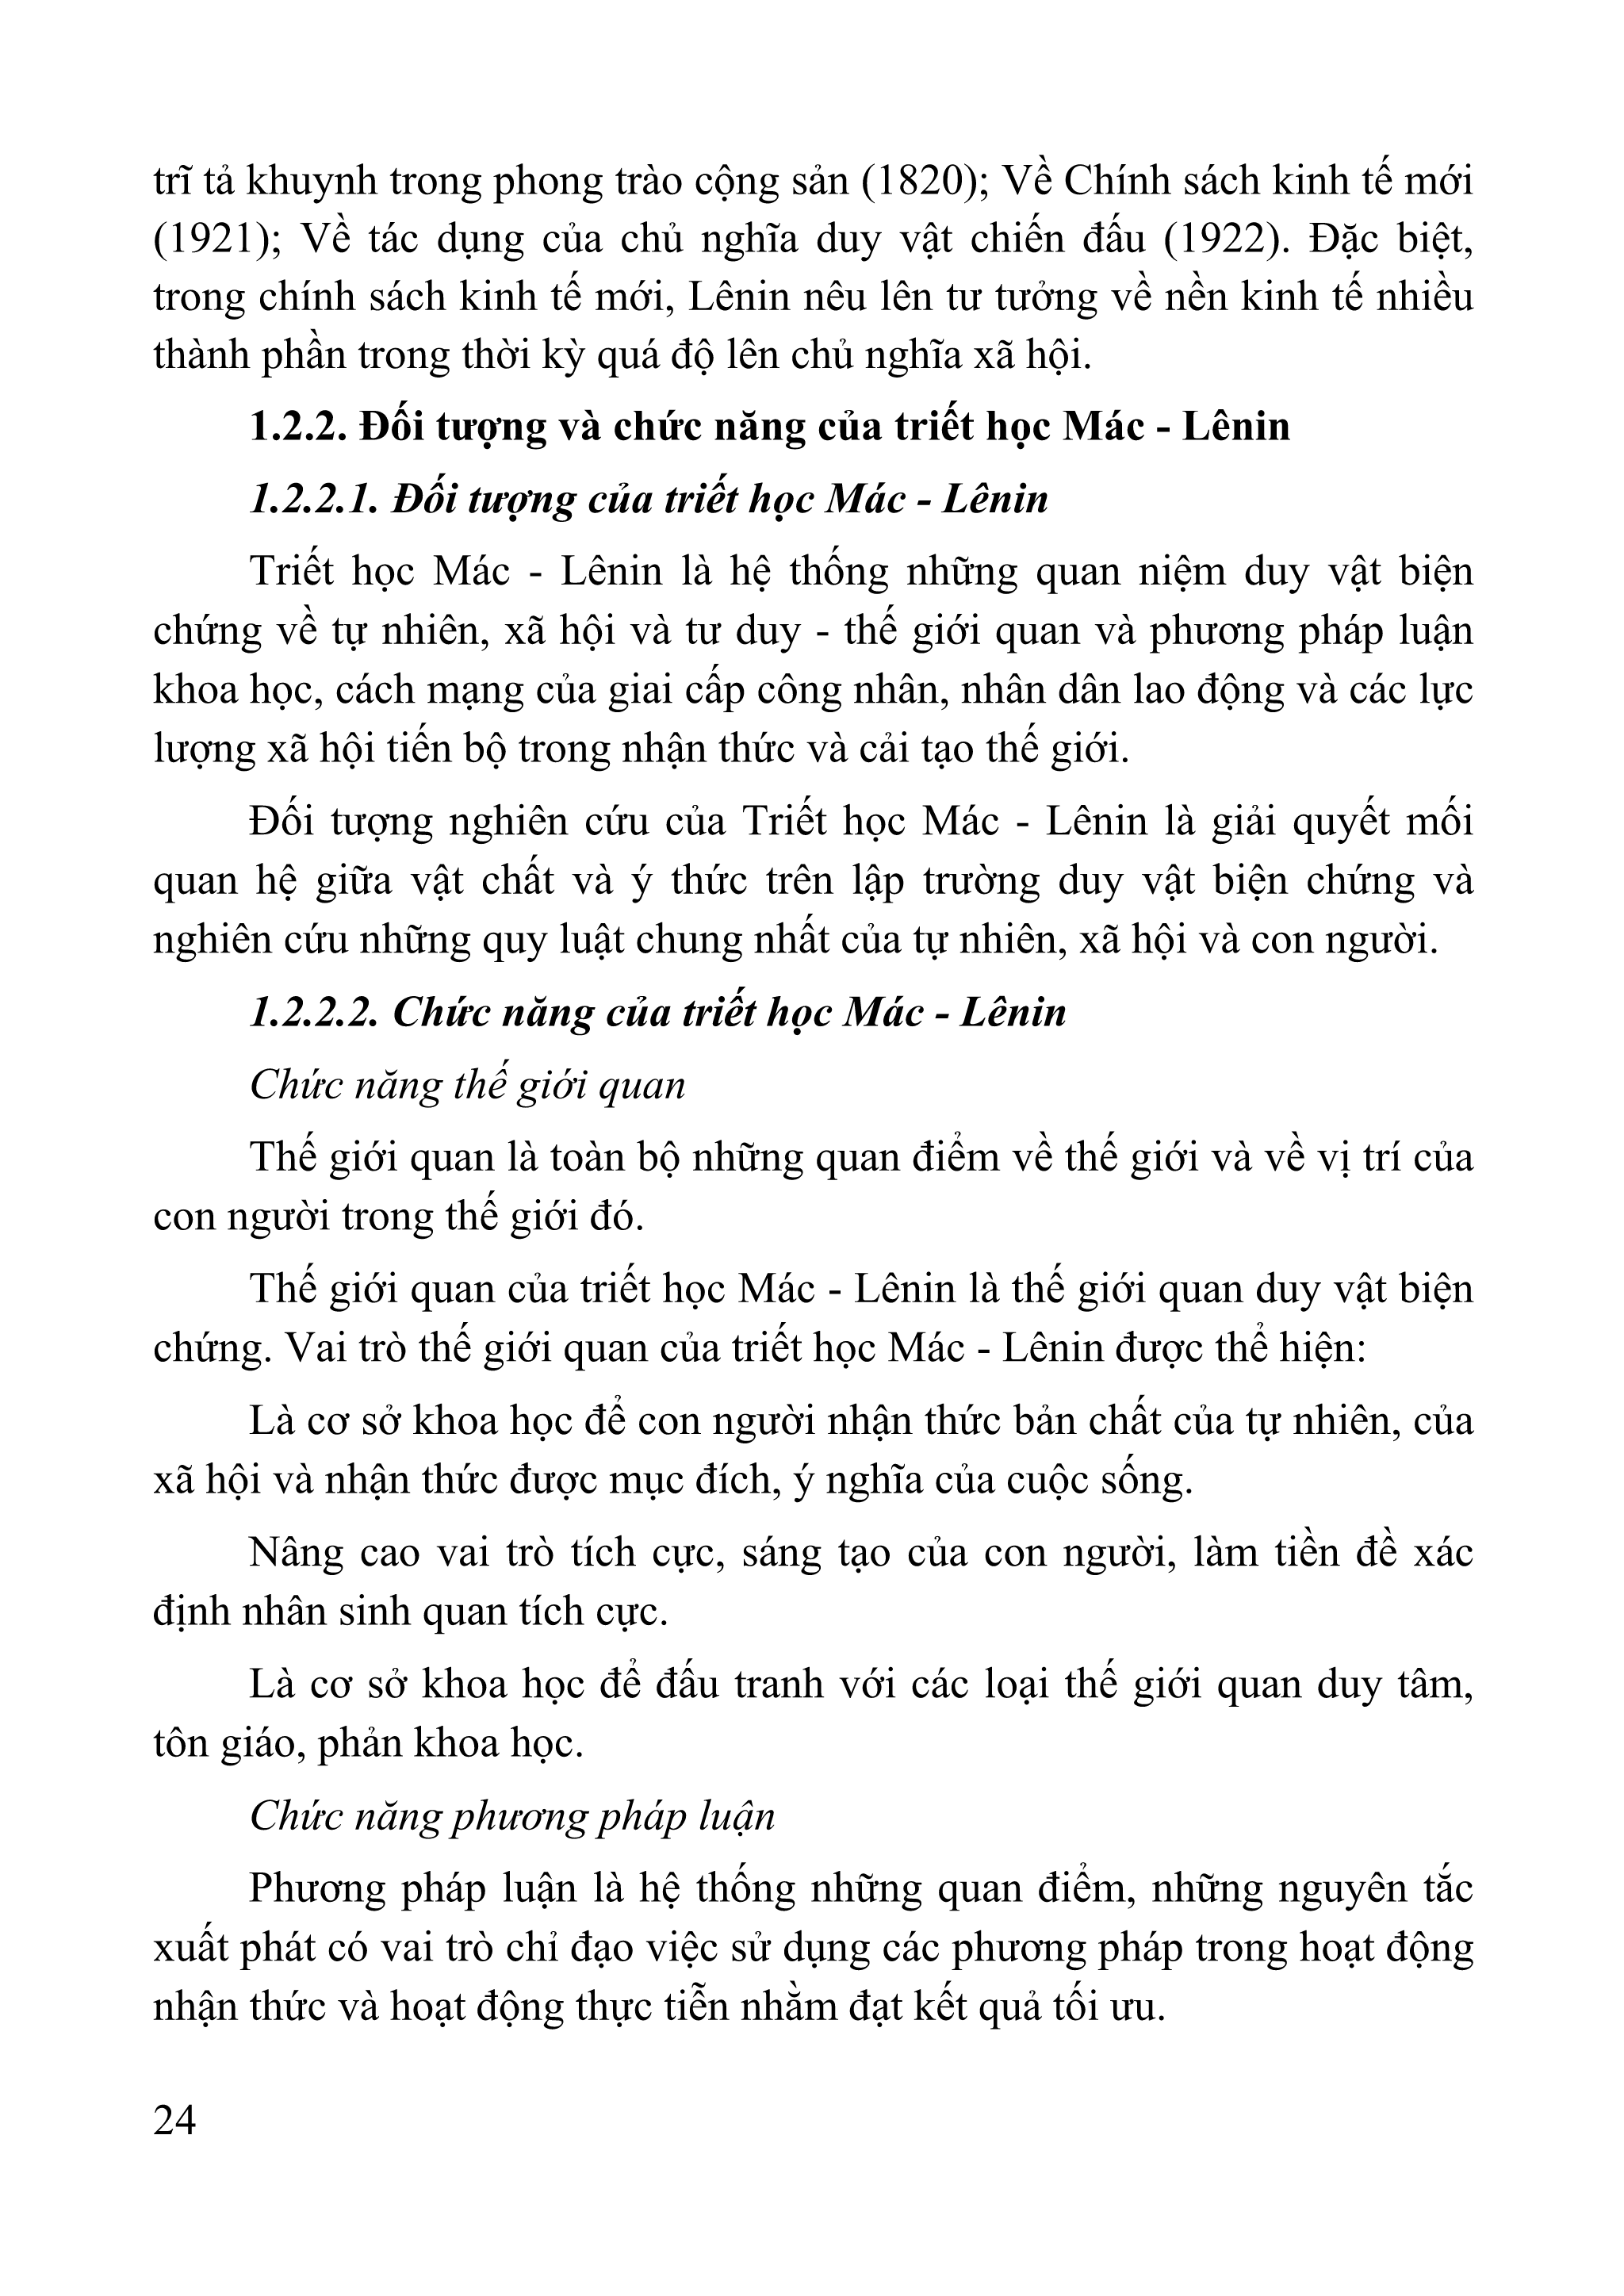 trĩ tả khuynh trong phong trào cộng sản (1820); Về Chính sách kinh tế mới
(1921); Về tác dụng của chủ nghĩa duy vật chiến đấu (1922). Đặc biệt,
trong chính sách kinh tế mới, Lênin nêu lên tư tưởng về nền kinh tế nhiều
thành phần trong thời kỳ quá độ lên chủ nghĩa xã hội.
1.2.2. Đối tượng và chức năng của triết học Mác - Lênin
1.2.2.1. Đối tượng của triết học Mác - Lênin
Triết học Mác - Lênin là hệ thống những quan niệm duy vật biện
chứng về tự nhiên, xã hội và tư duy - thế giới quan và phương pháp luận
khoa học, cách mạng của giai cấp công nhân, nhân dân lao động và các lực
lượng xã hội tiến bộ trong nhận thức và cải tạo thế giới.
Đối tượng nghiên cứu của Triết học Mác - Lênin là giải quyết mối
quan hệ giữa vật chất và ý thức trên lập trường duy vật biện chứng và
nghiên cứu những quy luật chung nhất của tự nhiên, xã hội và con người.
1.2.2.2. Chức năng của triết học Mác - Lênin
Chức năng thế giới quan
Thế giới quan là toàn bộ những quan điểm về thế giới và về vị trí của
con người trong thế giới đó.
Thế giới quan của triết học Mác - Lênin là thế giới quan duy vật biện
chứng. Vai trò thế giới quan của triết học Mác - Lênin được thể hiện:
Là cơ sở khoa học để con người nhận thức bản chất của tự nhiên, của
xã hội và nhận thức được mục đích, ý nghĩa của cuộc sống.
Nâng cao vai trò tích cực, sáng tạo của con người, làm tiền đề xác
định nhân sinh quan tích cực.
Là cơ sở khoa học để đấu tranh với các loại thế giới quan duy tâm,
tôn giáo, phản khoa học.
Chức năng phương pháp luận
Phương pháp luận là hệ thống những quan điểm, những nguyên tắc
xuất phát có vai trò chỉ đạo việc sử dụng các phương pháp trong hoạt động
nhận thức và hoạt động thực tiễn nhằm đạt kết quả tối ưu.
24